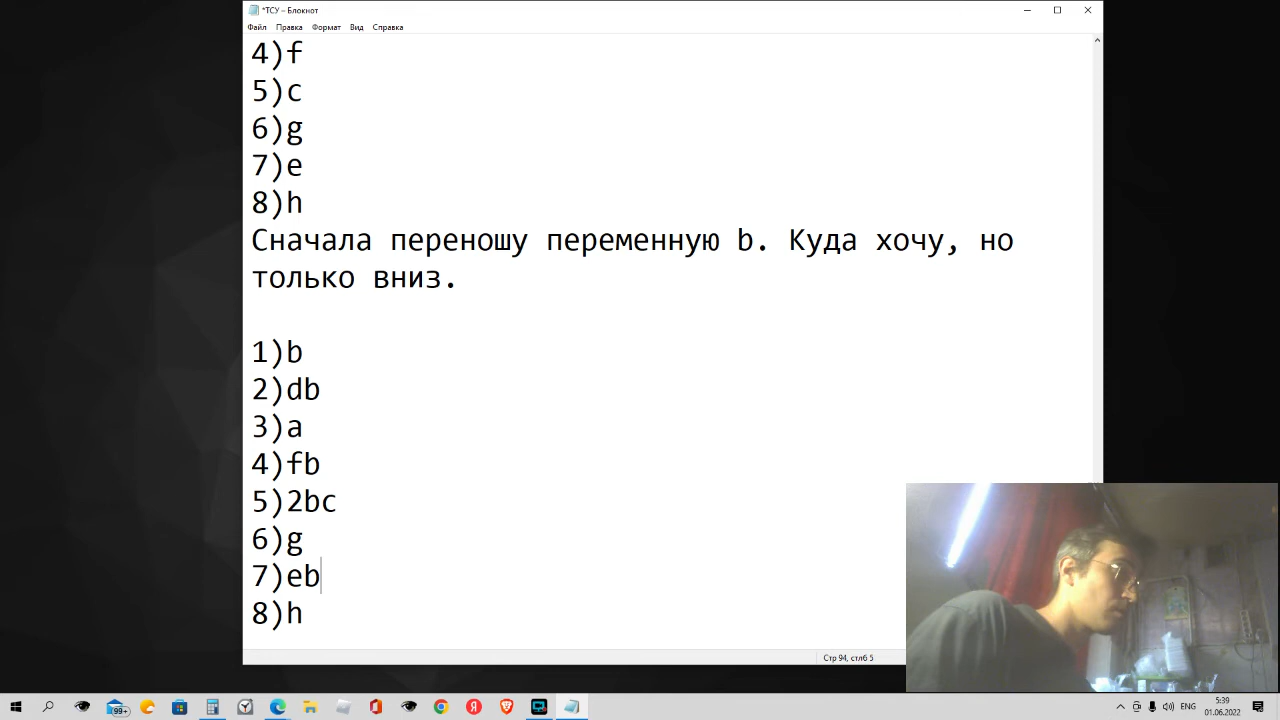 *ТСУ – Блокнот
Файл Правка Формат Вид Справка
4)f
5)c
6)g
7)e
8)h
Сначала переношу переменную b. Куда хочу, но
только вниз.
1)b
2)db
3)a
4)fb
5)2bc
6)g
7)eb
8)h
Стр 94, стлб 5
99+
Я
ENG
5:39
01.06.2022